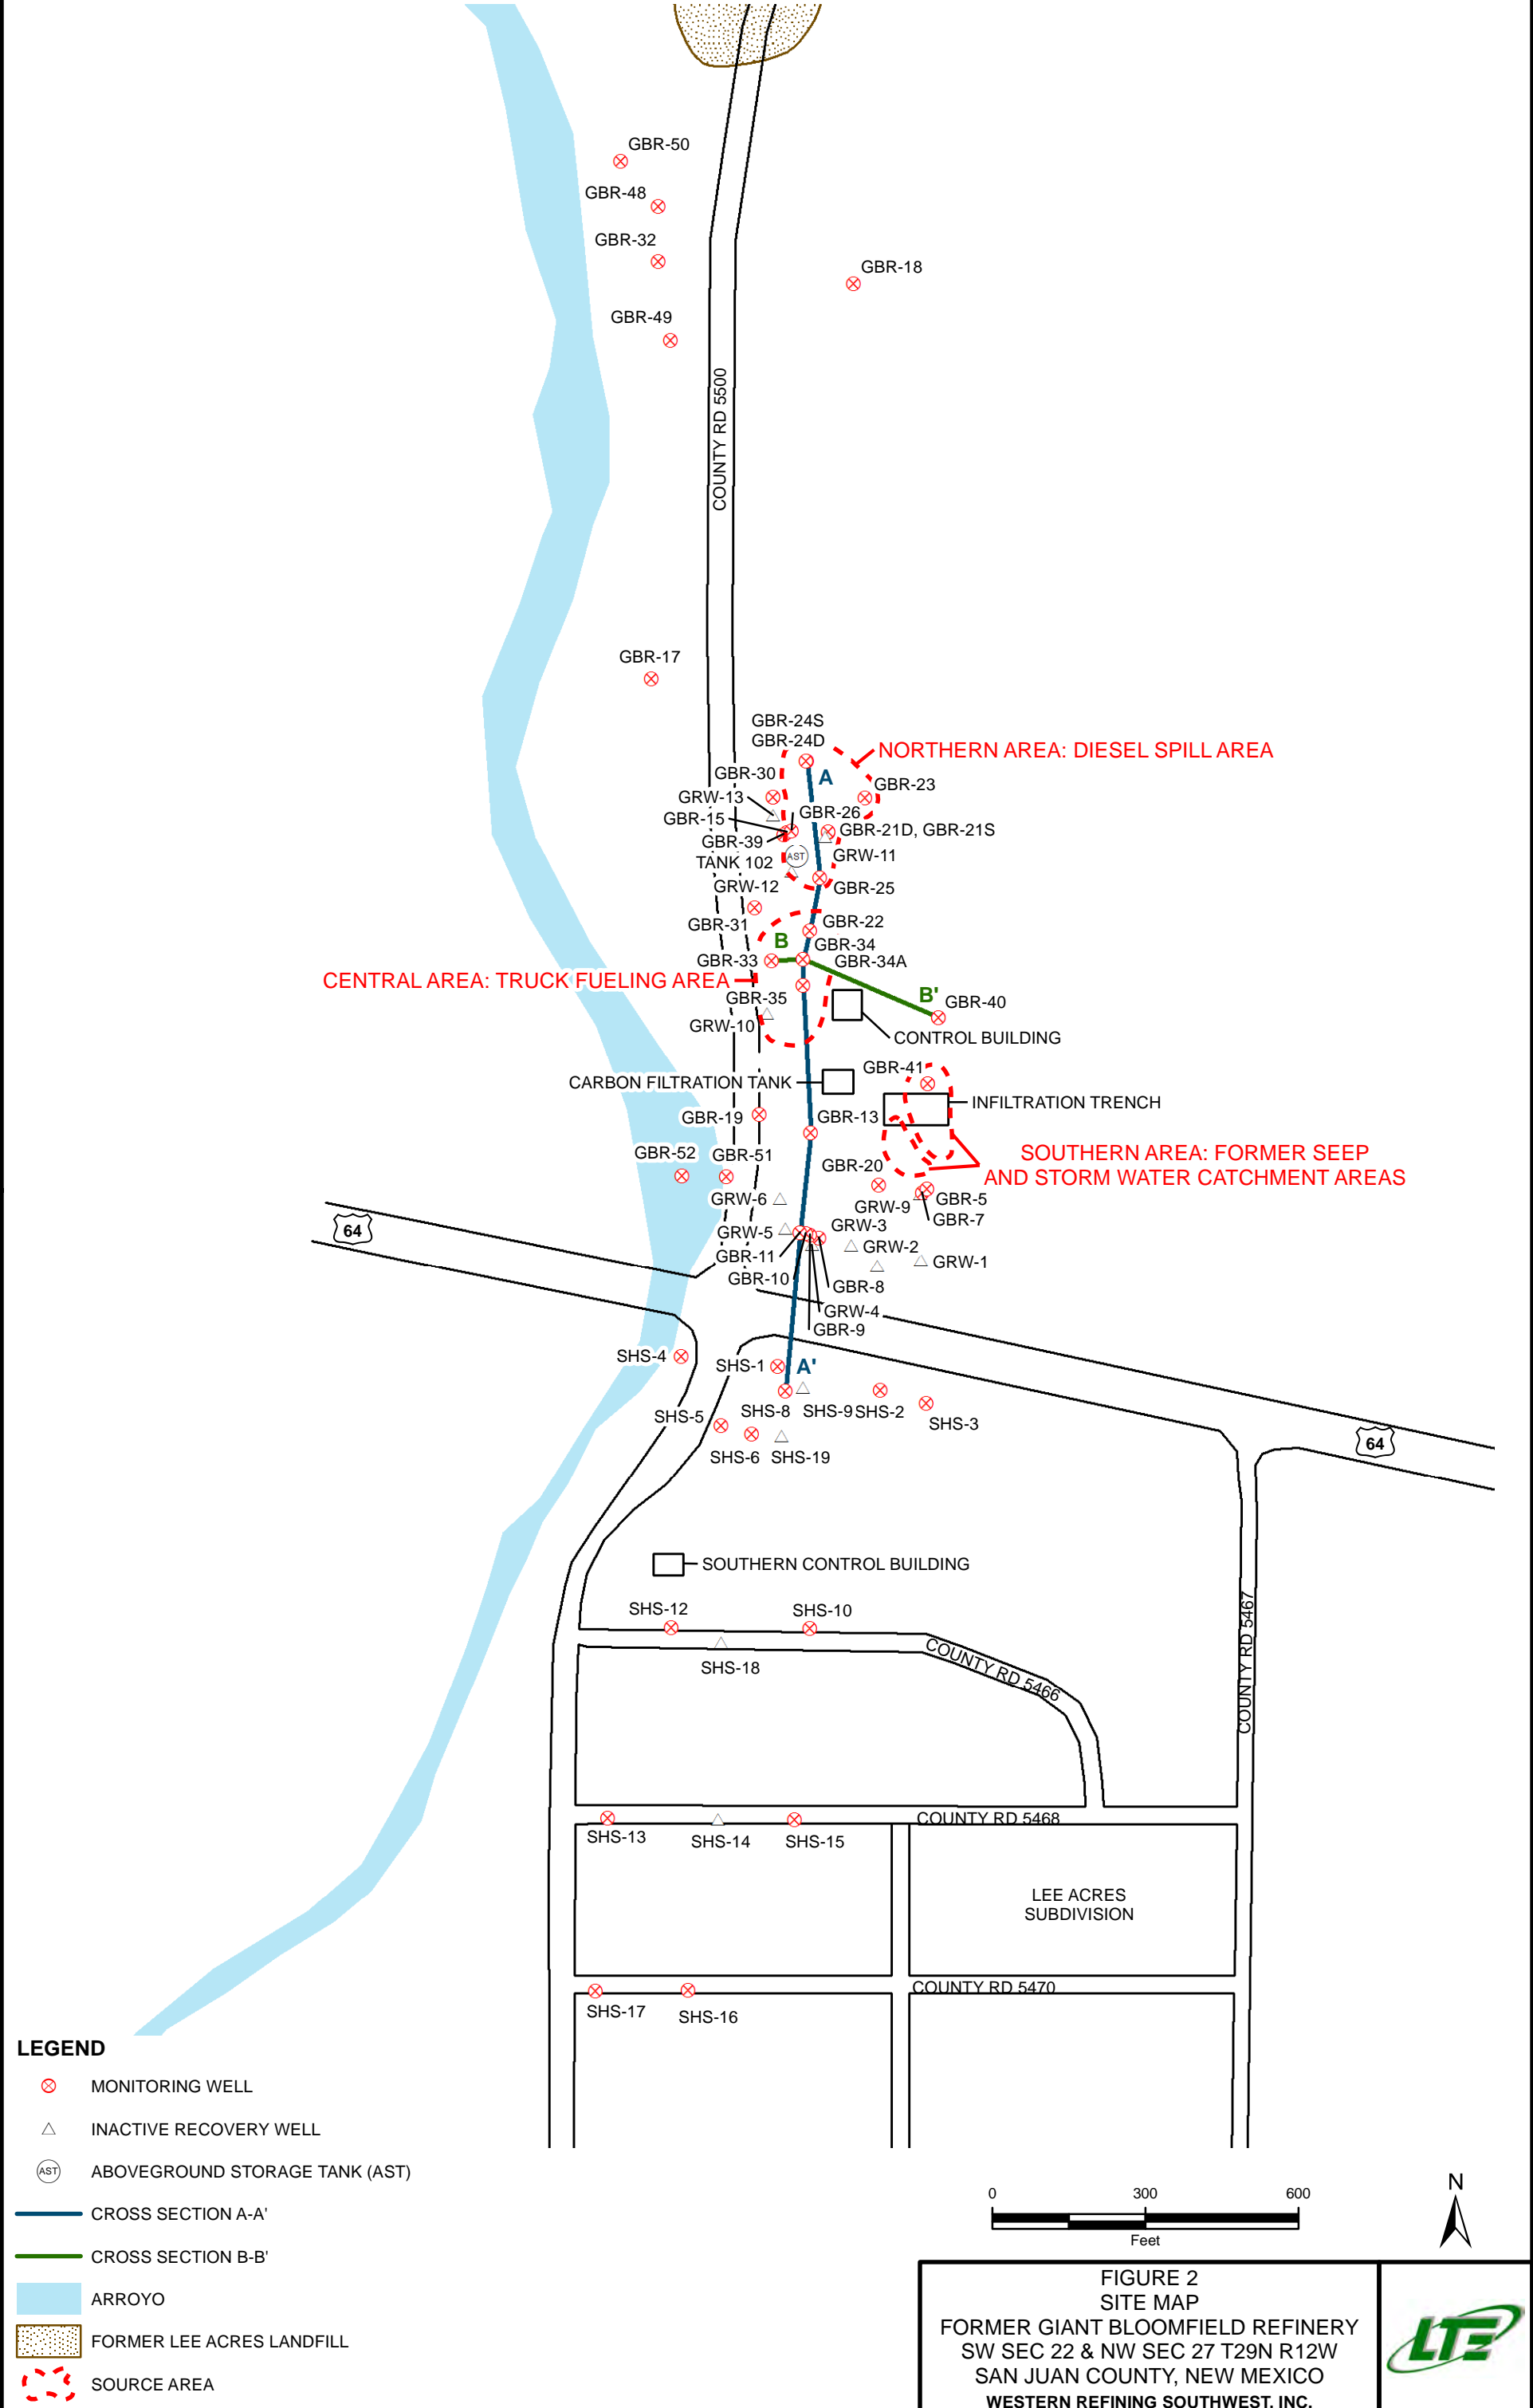 GBR-50
GBR-48
GBR-32
GBR-18
GBR-49
COUNTY RD 5500
GBR-17
GBR-24S
GBR-24D
NORTHERN AREA: DIESEL SPILL AREA
GBR-30
A
GBR-23
GRW-13
GBR-26
GBR-15
GBR-21D, GBR-21S
GBR-39
AST
GRW-11
TANK 102
GRW-12
GBR-25
GBR-31
GBR-22
B
GBR-34
GBR-33
GBR-34A
CENTRAL AREA: TRUCK FUELING AREA
GBR-35
B'
GBR-40
GRW-10
CONTROL BUILDING
GBR-41
CARBON FILTRATION TANK
INFILTRATION TRENCH
GBR-19
GBR-13
GBR-52
GBR-51
GBR-20
SOUTHERN AREA: FORMER SEEP
AND STORM WATER CATCHMENT AREAS
GRW-6
GRW-9
GBR-5
GBR-7
64
GRW-5
GRW-3
GBR-11
GRW-2
GRW-1
GBR-10
GBR-8
GRW-4
GBR-9
SHS-4
SHS-1
A'
SHS-5
SHS-8
SHS-9
SHS-2
SHS-3
64
SHS-6
SHS-19
SOUTHERN CONTROL BUILDING
SHS-12
SHS-10
SHS-18
COUNTY RD 5466
COUNTY RD 5467
COUNTY RD 5468
SHS-13
SHS-14
SHS-15
LEE ACRES
SUBDIVISION
COUNTY RD 5470
SHS-17
SHS-16
LEGEND
MONITORING WELL
INACTIVE RECOVERY WELL
AST
ABOVEGROUND STORAGE TANK (AST)
CROSS SECTION A-A'
CROSS SECTION B-B'
ARROYO
FORMER LEE ACRES LANDFILL
SOURCE AREA
0 300 600
Feet
N
FIGURE 2
SITE MAP
FORMER GIANT BLOOMFIELD REFINERY
SW SEC 22 & NW SEC 27 T29N R12W
SAN JUAN COUNTY, NEW MEXICO
WESTERN REFINING SOUTHWEST, INC.
LTE